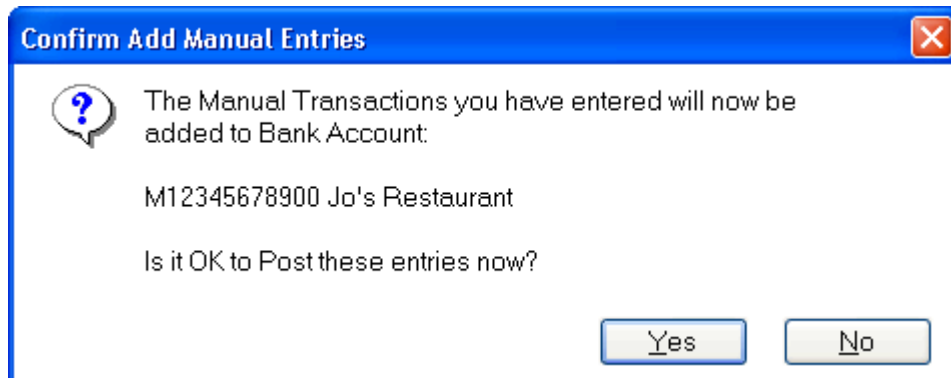 Confirm Add Manual Entries
The Manual Transactions you have entered will now be
added to Bank Account:
M12345678900 Jo's Restaurant
Is it OK to Post these entries now?
Yes No